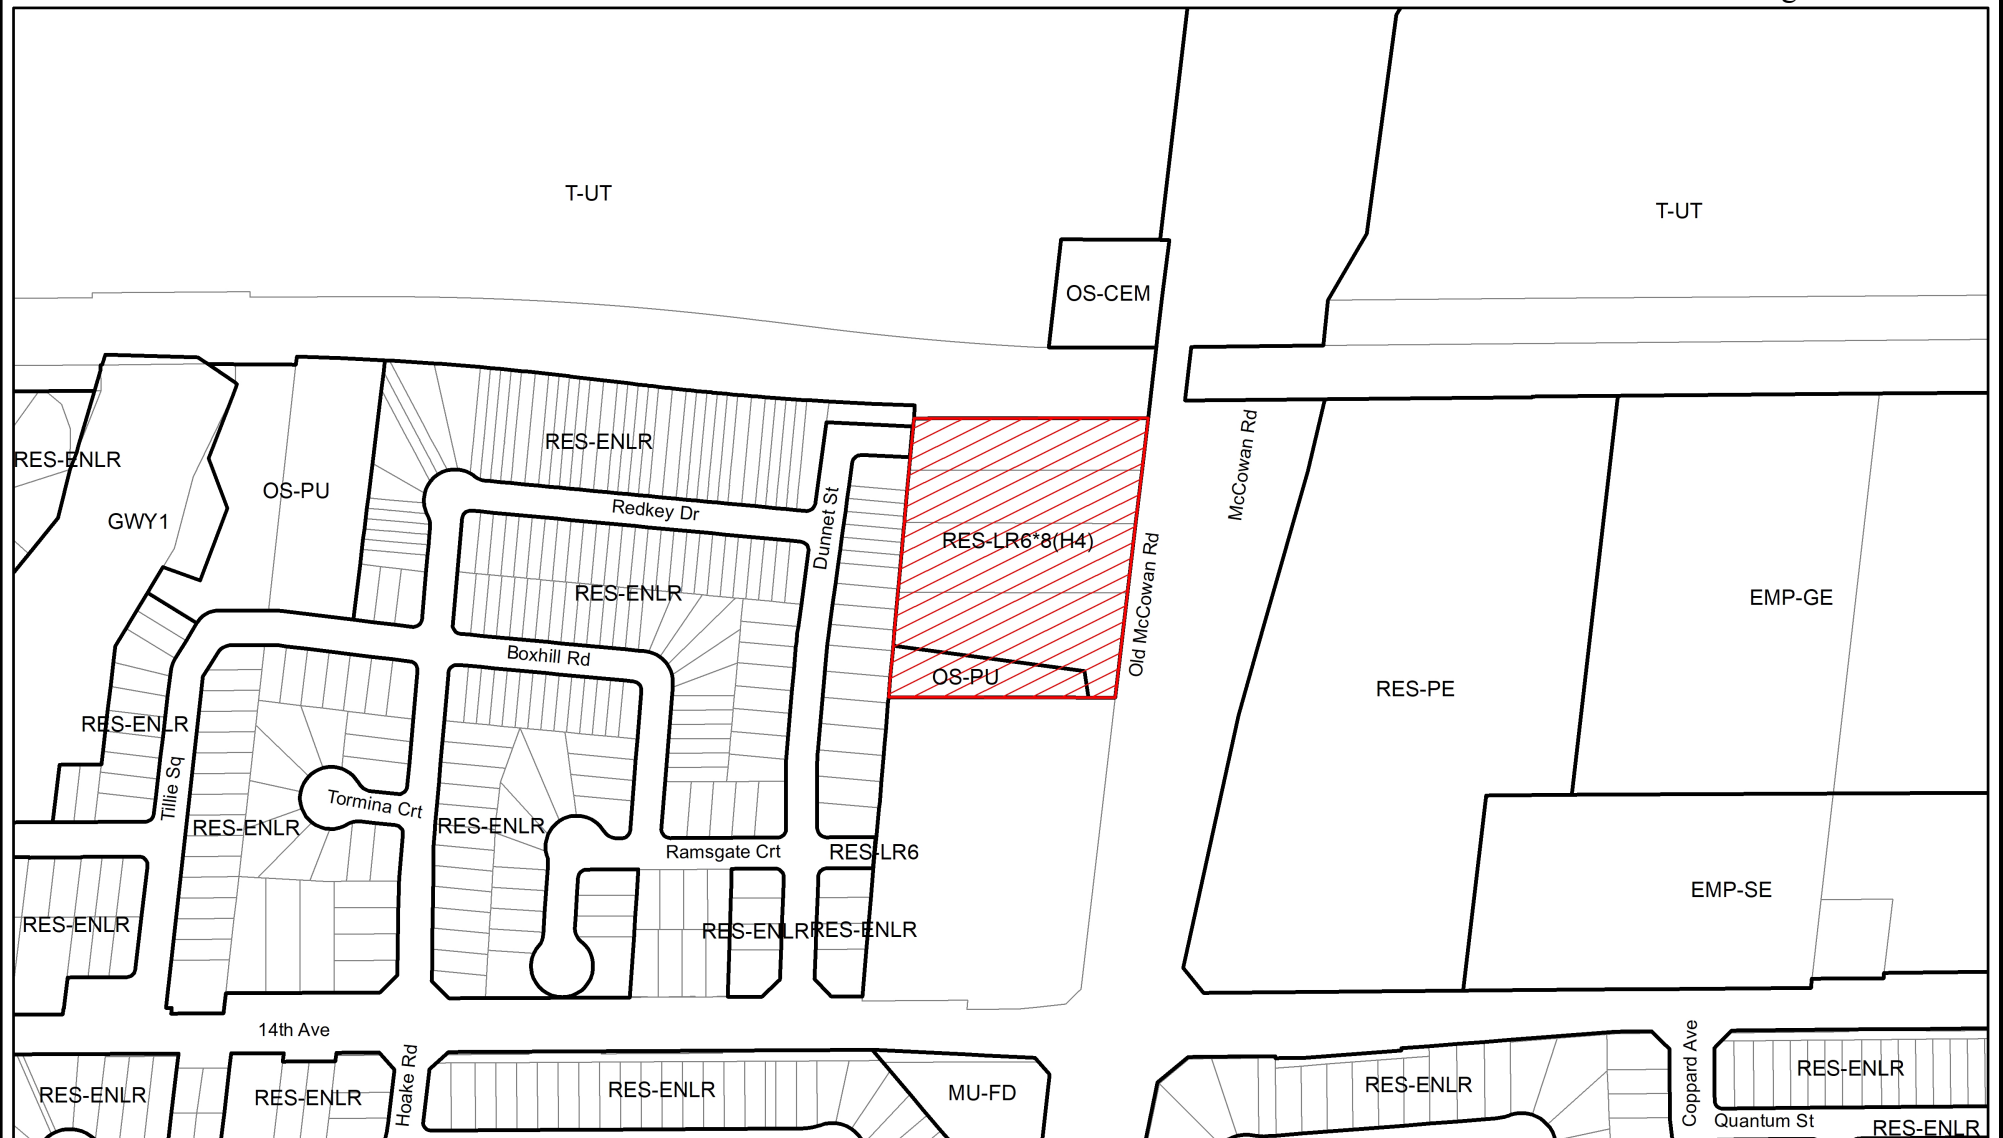 T-UT
T-UT
OS-CEM
RES-ENLR
RES-ENLR
McCowan Rd
OS-PU
GWY1
Redkey Dr
Dunnet St
RES-LR6*8(H4)
RES-ENLR
EMP-GE
Old McCowan Rd
Boxhill Rd
OS-PU
RES-PE
RES-ENLR
Tillie Sq
Tormina Crt
RES-ENLR
RES-ENLR
Ramsgate Crt
RES-LR6
EMP-SE
RES-ENLR
RES-ENLR
RES-ENLR
14th Ave
Hoake Rd
Coppard Ave
RES-ENLR
RES-ENLR
RES-ENLR
MU-FD
RES-ENLR
RES-ENLR
Quantum St
RES-ENLR